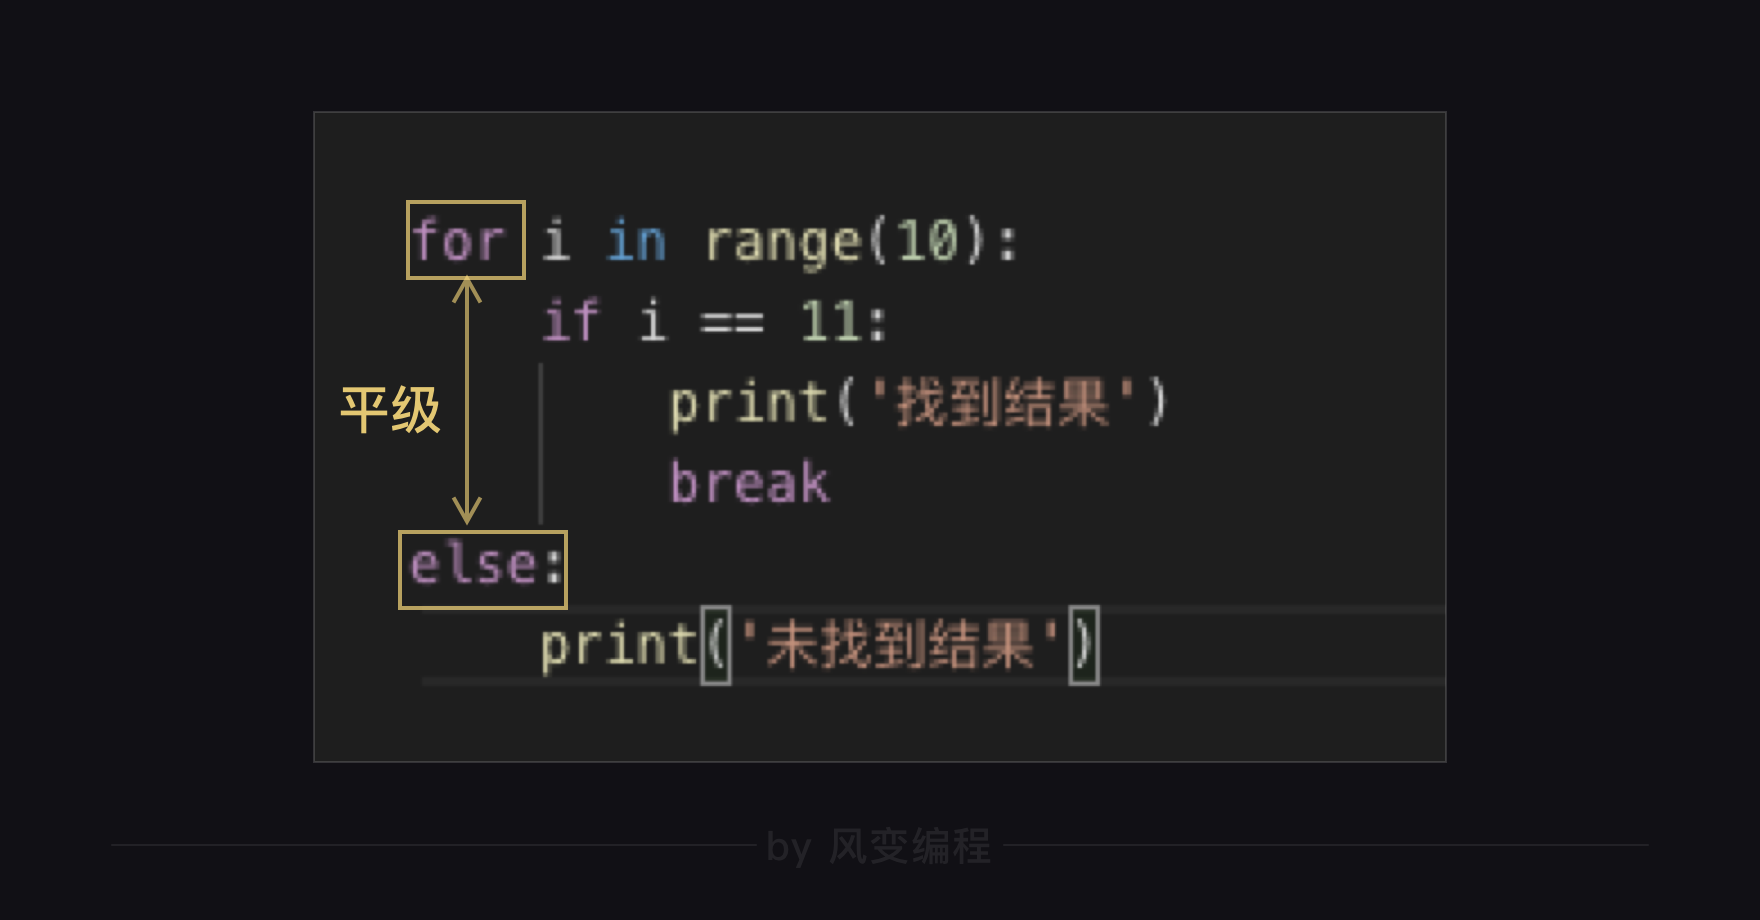 for i in range(10):
    if i == 11:
        print('找到结果')
        break
平级
else:
    print('未找到结果')
by 风变编程